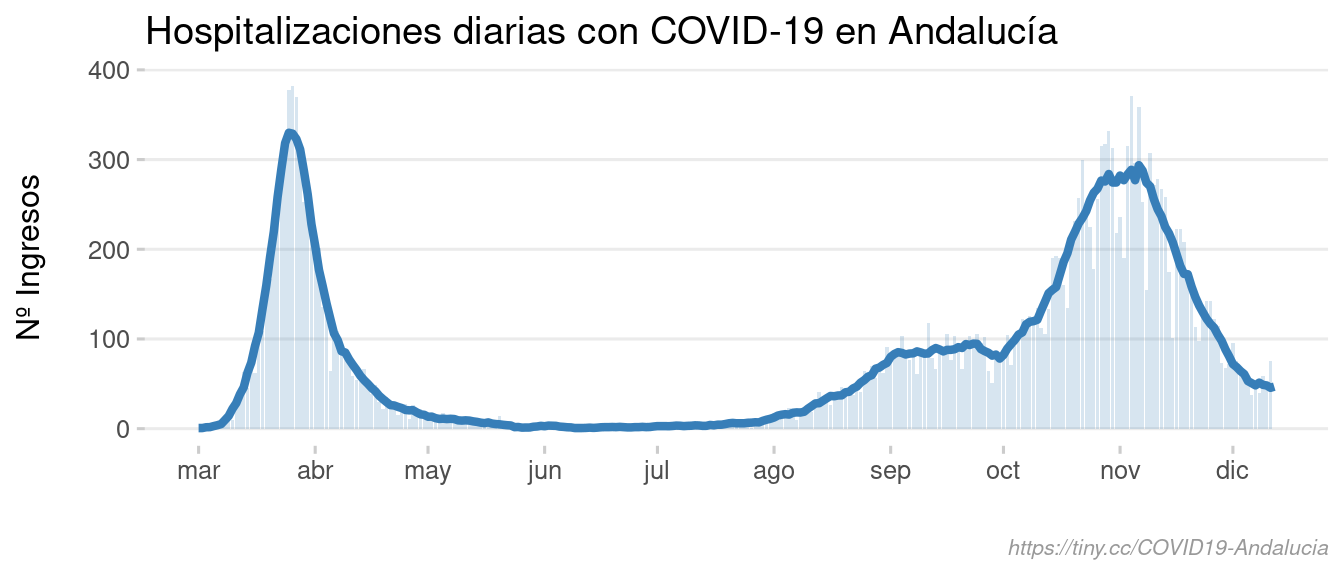 Hospitalizaciones diarias con COVID-19 en Andalucía
Nº Ingresos
400
300
200
100
0
mar abr may jun jul ago sep oct nov dic
https://tiny.cc/COVID19-Andalucia